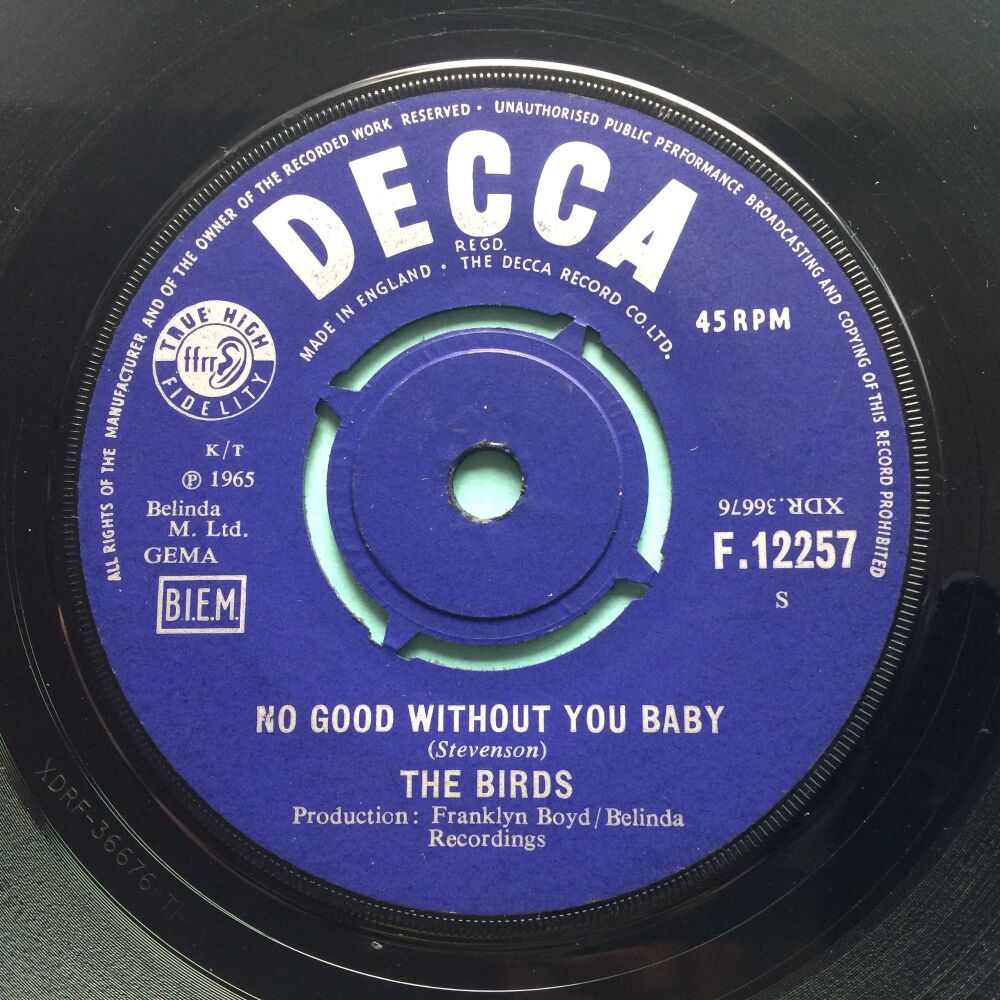 ALL RIGHTS OF THE MANUFACTURER AND OF THE OWNER OF THE RECORDED WORK RESERVED • UNAUTHORISED PUBLIC PERFORMANCE BROADCASTING AND COPYING OF THIS RECORD PROHIBITED
DECCA
REGD.
MADE IN ENGLAND • THE DECCA RECORD CO. LTD.
45 RPM
TRUE HIGH
ffrr
FIDELITY
K/T
℗ 1965
Belinda
M. Ltd.
GEMA
B.I.E.M.
XDR.36676
F.12257
S
NO GOOD WITHOUT YOU BABY
(Stevenson)
THE BIRDS
Production: Franklyn Boyd/Belinda
Recordings